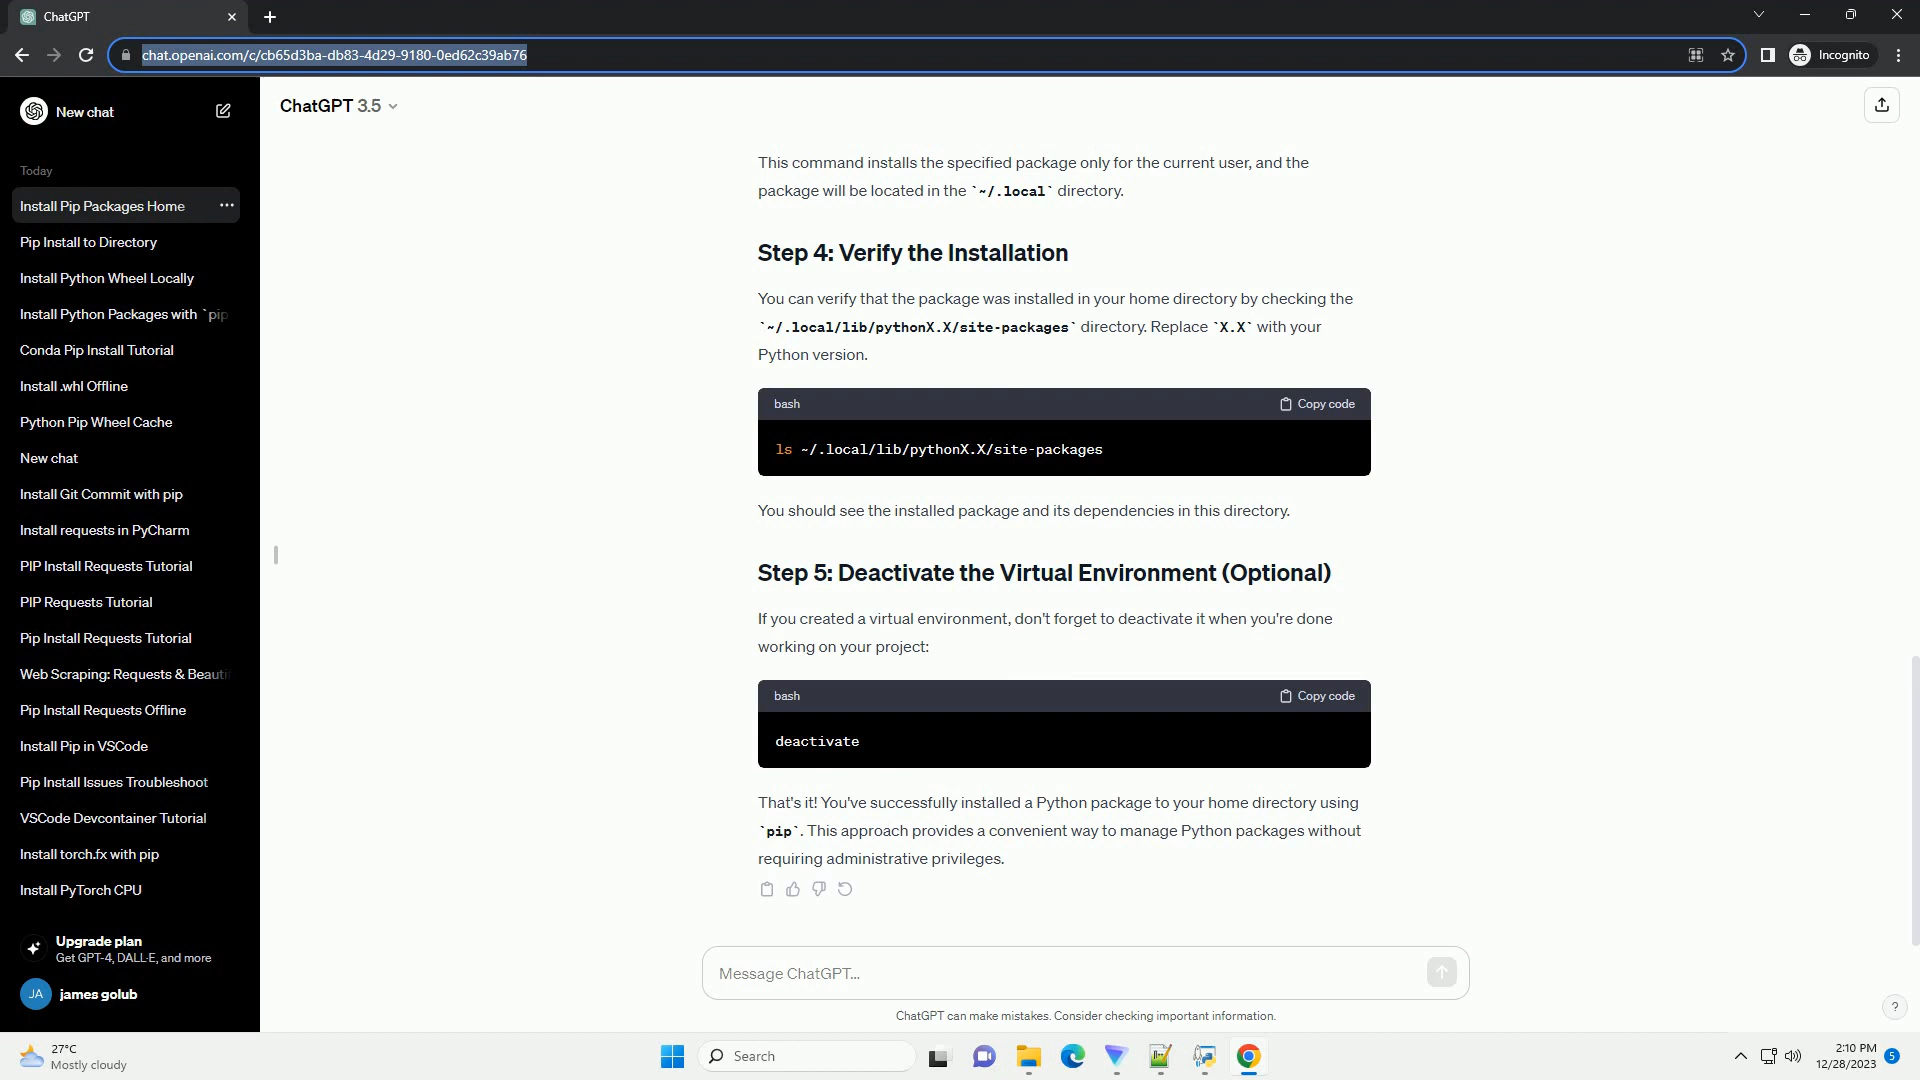 ChatGPT
chat.openai.com/c/cb65d3ba-db83-4d29-9180-0ed62c39ab76
Incognito
New chat
ChatGPT 3.5
Today
Install Pip Packages Home
Pip Install to Directory
Install Python Wheel Locally
Install Python Packages with `pip
Conda Pip Install Tutorial
Install .whl Offline
Python Pip Wheel Cache
New chat
Install Git Commit with pip
Install requests in PyCharm
PIP Install Requests Tutorial
PIP Requests Tutorial
Pip Install Requests Tutorial
Web Scraping: Requests & Beauti
Pip Install Requests Offline
Install Pip in VSCode
Pip Install Issues Troubleshoot
VSCode Devcontainer Tutorial
Install torch.fx with pip
Install PyTorch CPU
Upgrade plan
Get GPT-4, DALL·E, and more
JA
james golub
This command installs the specified package only for the current user, and the
package will be located in the `~/.local` directory.
Step 4: Verify the Installation
You can verify that the package was installed in your home directory by checking the
`~/.local/lib/pythonX.X/site-packages` directory. Replace `X.X` with your
Python version.
bash
Copy code
ls ~/.local/lib/pythonX.X/site-packages
You should see the installed package and its dependencies in this directory.
Step 5: Deactivate the Virtual Environment (Optional)
If you created a virtual environment, don't forget to deactivate it when you're done
working on your project:
bash
Copy code
deactivate
That's it! You've successfully installed a Python package to your home directory using
`pip`. This approach provides a convenient way to manage Python packages without
requiring administrative privileges.
Message ChatGPT...
ChatGPT can make mistakes. Consider checking important information.
?
27°C
Mostly cloudy
Search
2:10 PM
12/28/2023
5